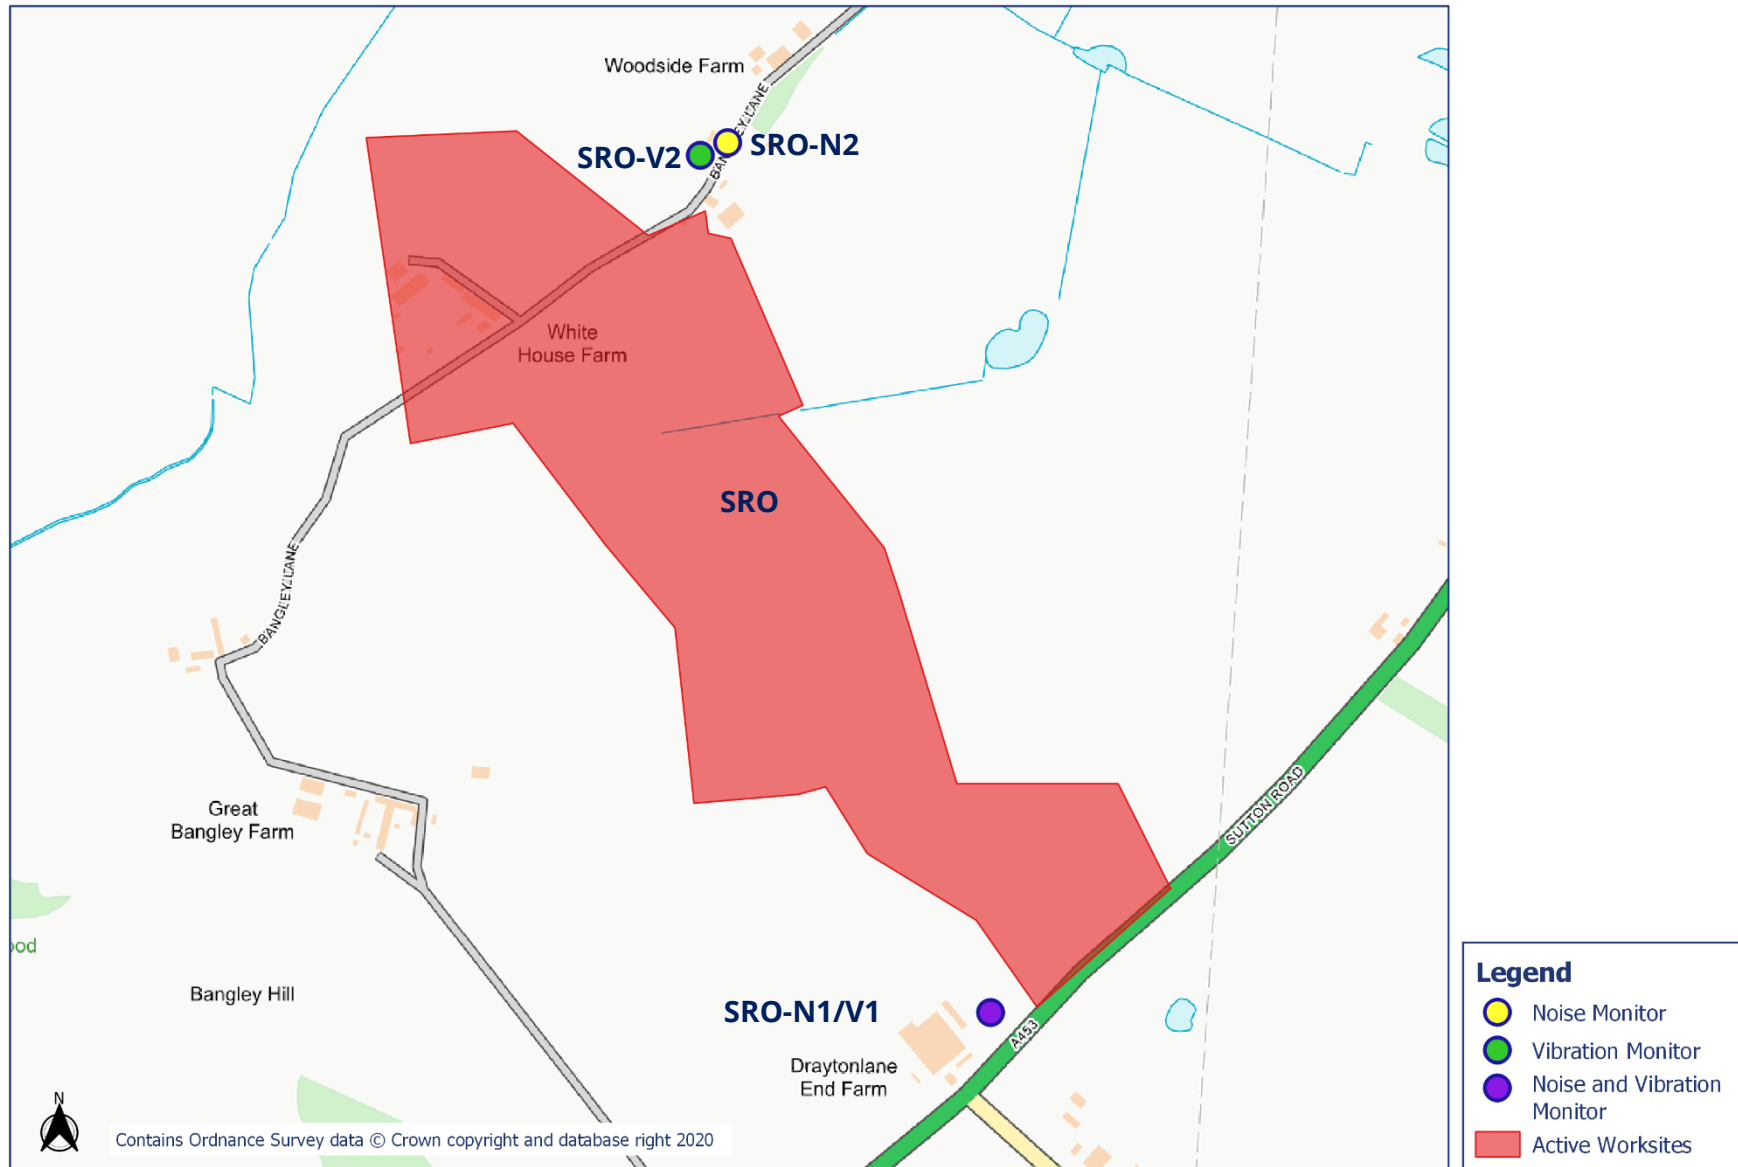 Woodside Farm
BANGLEY LANE
SRO-V2
SRO-N2
White
House Farm
SRO
BANGLEY LANE
SUTTON ROAD
Great
Bangley Farm
ood
Bangley Hill
SRO-N1/V1
A453
Draytonlane
End Farm
N
Contains Ordnance Survey data © Crown copyright and database right 2020
Legend
Noise Monitor
Vibration Monitor
Noise and Vibration
Monitor
Active Worksites